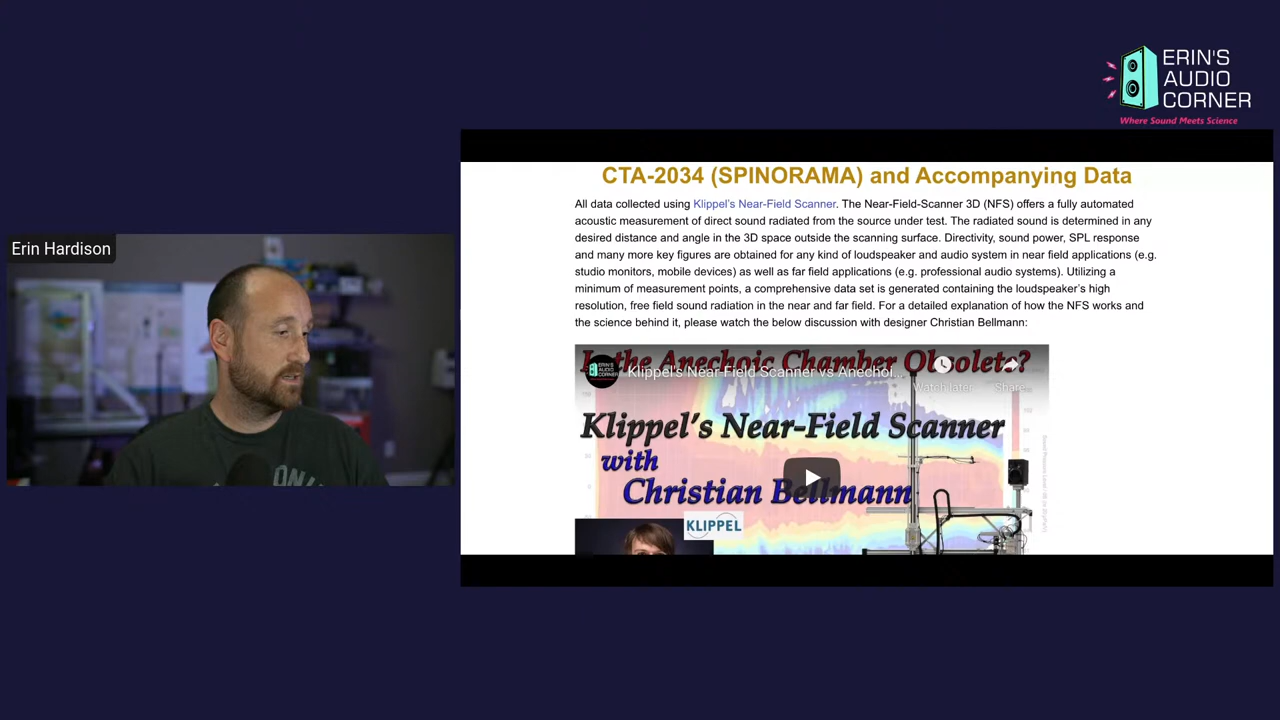 ERIN'S
AUDIO
CORNER
Where Sound Meets Science
Erin Hardison
CTA-2034 (SPINORAMA) and Accompanying Data
All data collected using Klippel's Near-Field Scanner. The Near-Field-Scanner 3D (NFS) offers a fully automated
acoustic measurement of direct sound radiated from the source under test. The radiated sound is determined in any
desired distance and angle in the 3D space outside the scanning surface. Directivity, sound power, SPL response
and many more key figures are obtained for any kind of loudspeaker and audio system in near field applications (e.g.
studio monitors, mobile devices) as well as far field applications (e.g. professional audio systems). Utilizing a
minimum of measurement points, a comprehensive data set is generated containing the loudspeaker's high
resolution, free field sound radiation in the near and far field. For a detailed explanation of how the NFS works and
the science behind it, please watch the below discussion with designer Christian Bellmann:
Is the Anechoic Chamber Obsolete?
Klippel's Near-Field Scanner vs Anechoi...
Watch later
Share
Klippel's Near-Field Scanner
with
Christian Bellmann
KLIPPEL